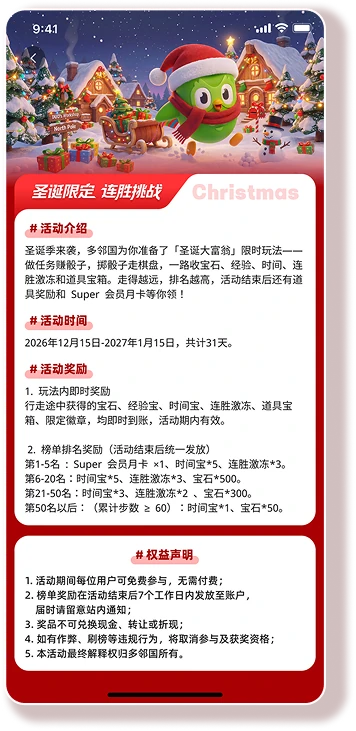 9:41
Santa's Workshop
North Pole
圣诞限定 连胜挑战
Christmas
# 活动介绍
圣诞季来袭，多邻国为你准备了「圣诞大富翁」限时玩法——
做任务赚骰子，掷骰子走棋盘，一路收宝石、经验、时间、连
胜激冻和道具宝箱。走得越远，排名越高，活动结束后还有道
具奖励和 Super 会员月卡等你领！
# 活动时间
2026年12月15日-2027年1月15日，共计31天。
# 活动奖励
1. 玩法内即时奖励
行走途中获得的宝石、经验宝、时间宝、连胜激冻、道具宝
箱、限定徽章，均即时到账，活动期内有效。
2. 榜单排名奖励（活动结束后统一发放）
第1-5名 ：Super 会员月卡 ×1、时间宝*5、连胜激冻*3。
第6-20名：时间宝*5、连胜激冻*3、宝石*500。
第21-50名：时间宝*3、连胜激冻*2 、宝石*300。
第50名以后：（累计步数 ≥ 60）：时间宝*1、宝石*50。
# 权益声明
1. 活动期间每位用户可免费参与，无需付费；
2. 榜单奖励在活动结束后7个工作日内发放至账户，
届时请留意站内通知；
3. 奖品不可兑换现金、转让或折现；
4. 如有作弊、刷榜等违规行为，将取消参与及获奖资格；
5. 本活动最终解释权归多邻国所有。